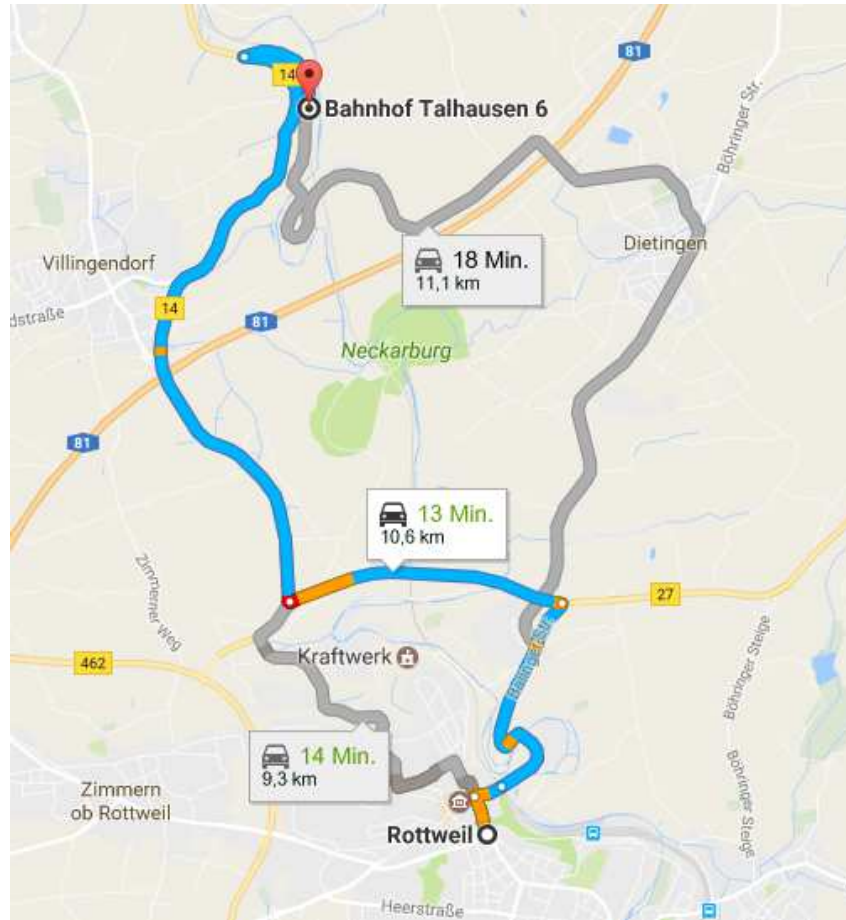 81
14
Bahnhof Talhausen 6
Böhringer Str.
Dietingen
18 Min.
11,1 km
Villingendorf
14
dstraße
81
Neckarburg
81
13 Min.
10,6 km
Zimmerner Weg
27
Balinger Str.
462
Kraftwerk
Böhringer Steige
14 Min.
9,3 km
Zimmern
ob Rottweil
Rottweil
Böhringer Steige
Heerstraße